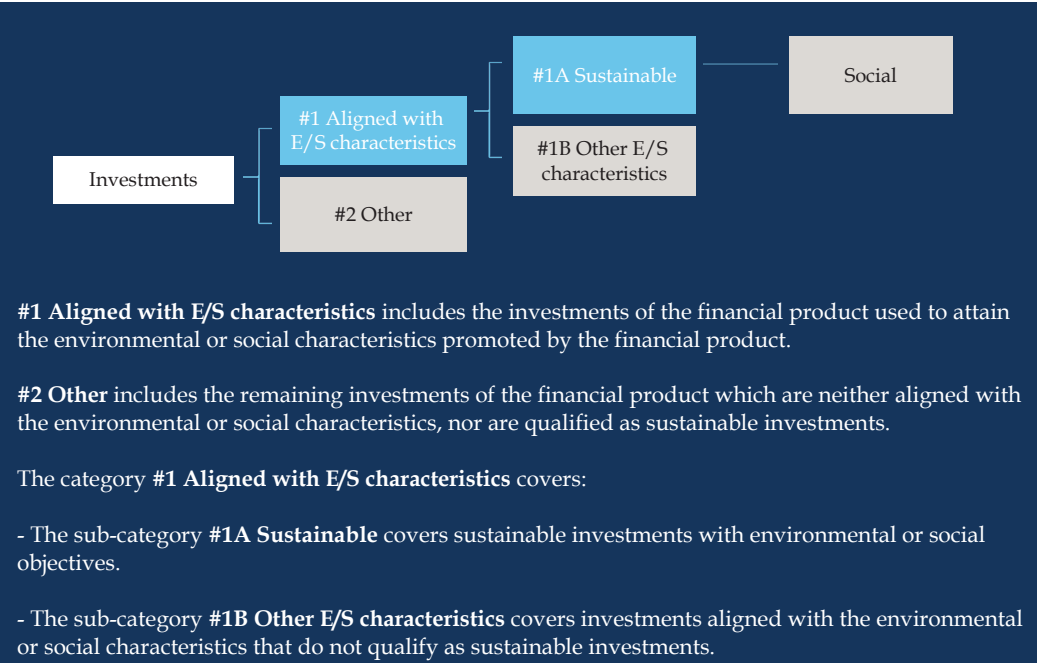 #1A Sustainable
Social
#1 Aligned with
E/S characteristics
#1B Other E/S
characteristics
Investments
#2 Other
#1 Aligned with E/S characteristics includes the investments of the financial product used to attain
the environmental or social characteristics promoted by the financial product.
#2 Other includes the remaining investments of the financial product which are neither aligned with
the environmental or social characteristics, nor are qualified as sustainable investments.
The category #1 Aligned with E/S characteristics covers:
- The sub-category #1A Sustainable covers sustainable investments with environmental or social
objectives.
- The sub-category #1B Other E/S characteristics covers investments aligned with the environmental
or social characteristics that do not qualify as sustainable investments.